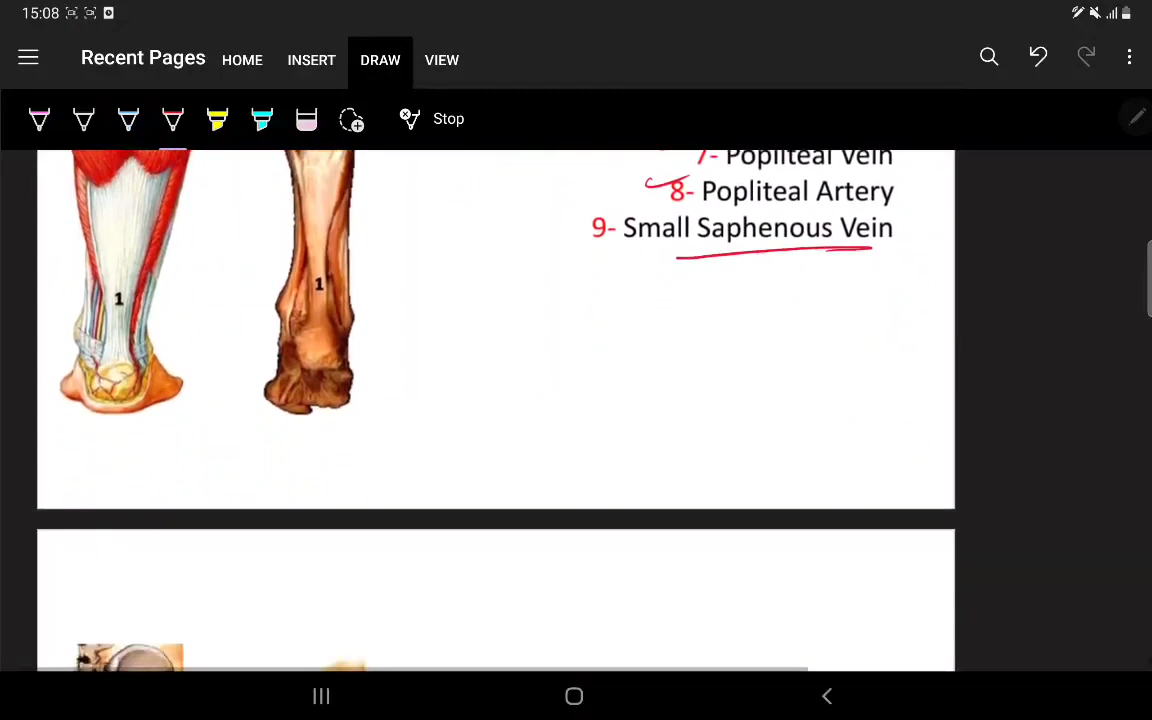 15:08
Recent Pages HOME INSERT DRAW VIEW
Stop
7- Popliteal Vein
8- Popliteal Artery
9- Small Saphenous Vein
1 1